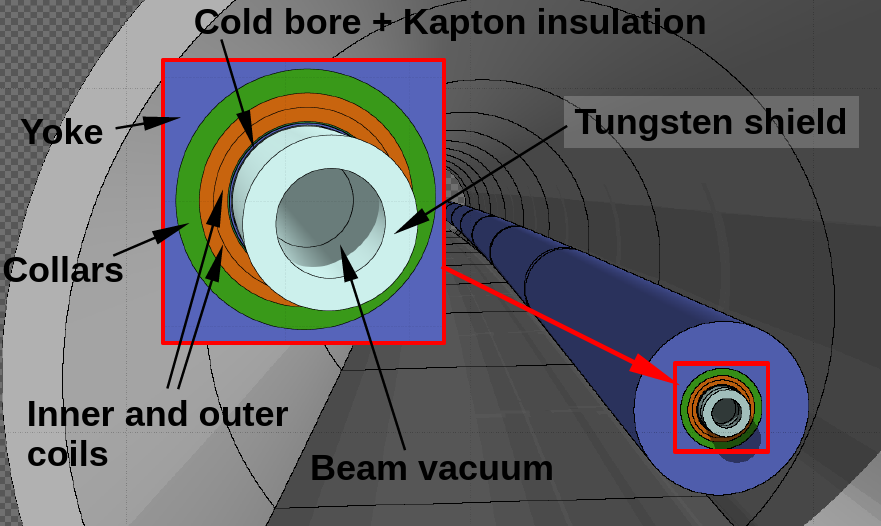 Cold bore + Kapton insulation
Yoke
Tungsten shield
Collars
Inner and outer
coils
Beam vacuum